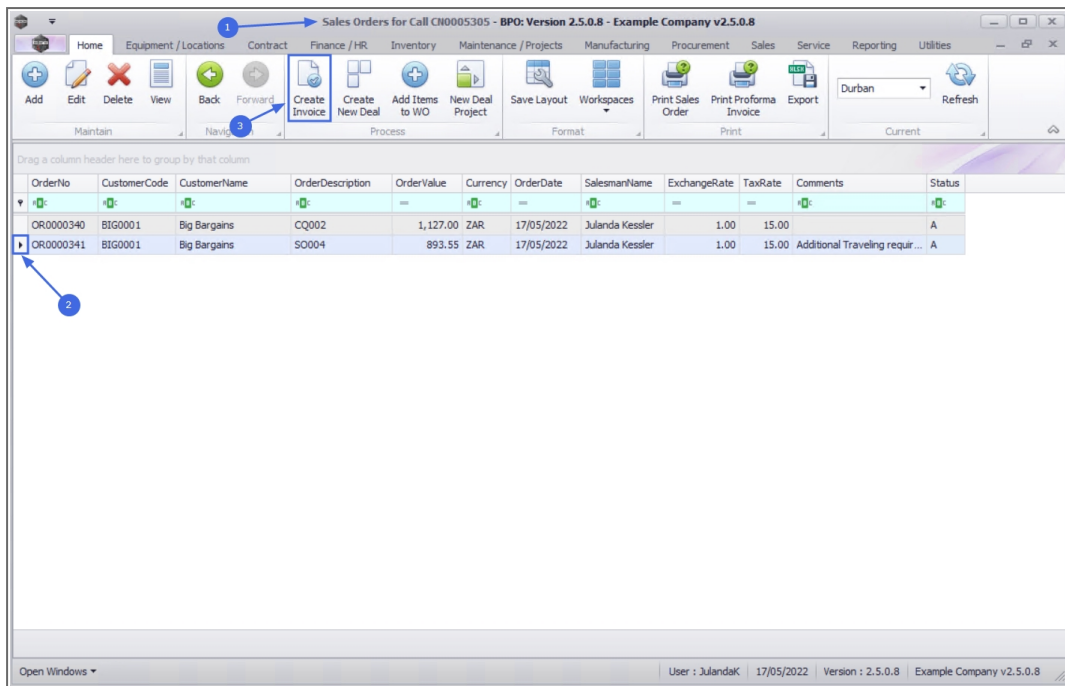 1
Sales Orders for Call CN0005305 - BPO: Version 2.5.0.8 - Example Company v2.5.0.8
Home Equipment / Locations Contract Finance / HR Inventory Maintenance / Projects Manufacturing Procurement Sales Service Reporting Utilities
Add Edit Delete View Back Forward Create Invoice Create New Deal Add Items to WO New Deal Project Save Layout Workspaces Print Sales Order Print Proforma Invoice Export Durban Refresh
3
Maintain Process Format Print Current
Drag a column header here to group by that column
OrderNo CustomerCode CustomerName OrderDescription OrderValue Currency OrderDate SalesmanName ExchangeRate TaxRate Comments Status
OR0000340 BIG0001 Big Bargains CQ002 1,127.00 ZAR 17/05/2022 Julanda Kessler 1.00 15.00 A
OR0000341 BIG0001 Big Bargains SO004 893.55 ZAR 17/05/2022 Julanda Kessler 1.00 15.00 Additional Traveling requir... A
2
Open Windows User : JulandaK 17/05/2022 Version : 2.5.0.8 Example Company v2.5.0.8